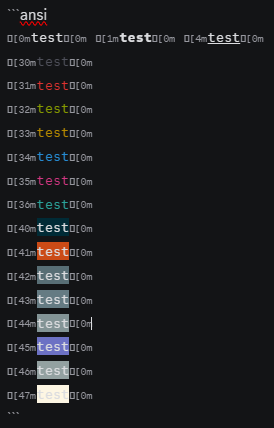 ```ansi
␛[0mtest␛[0m ␛[1mtest␛[0m ␛[4mtest␛[0m
␛[30mtest␛[0m
␛[31mtest␛[0m
␛[32mtest␛[0m
␛[33mtest␛[0m
␛[34mtest␛[0m
␛[35mtest␛[0m
␛[36mtest␛[0m
␛[40mtest␛[0m
␛[41mtest␛[0m
␛[42mtest␛[0m
␛[43mtest␛[0m
␛[44mtest␛[0m
␛[45mtest␛[0m
␛[46mtest␛[0m
␛[47mtest␛[0m
```